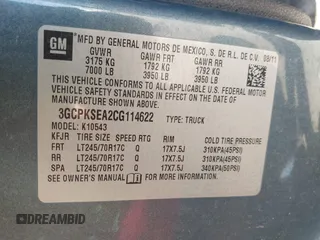 GM
MFD BY GENERAL MOTORS DE MEXICO, S. DE R.L. DE C.V. 08/11
GVWR GAWR FRT GAWR RR
3175 KG 1792 KG 1792 KG
7000 LB 3950 LB 3950 LB
THIS VEHICLE CONFORMS TO ALL APPLICABLE U.S. FEDERAL MOTOR
VEHICLE SAFETY STANDARDS IN EFFECT ON THE DATE OF
MANUFACTURE SHOWN ABOVE.
3GCPKSEA2CG114622 TYPE: TRUCK
MODEL: K10543
KFJR TIRE SIZE SPEED RTG RIM COLD TIRE PRESSURE
FRT LT245/70R17C Q 17X7.5J 310KPA(45PSI)
RR LT245/70R17C Q 17X7.5J 310KPA(45PSI)
SPA LT245/70R17C Q 17X7.5J 340KPA(50PSI)
SEE OWNER'S MANUAL FOR ADDITIONAL INFORMATION
DREAMBID